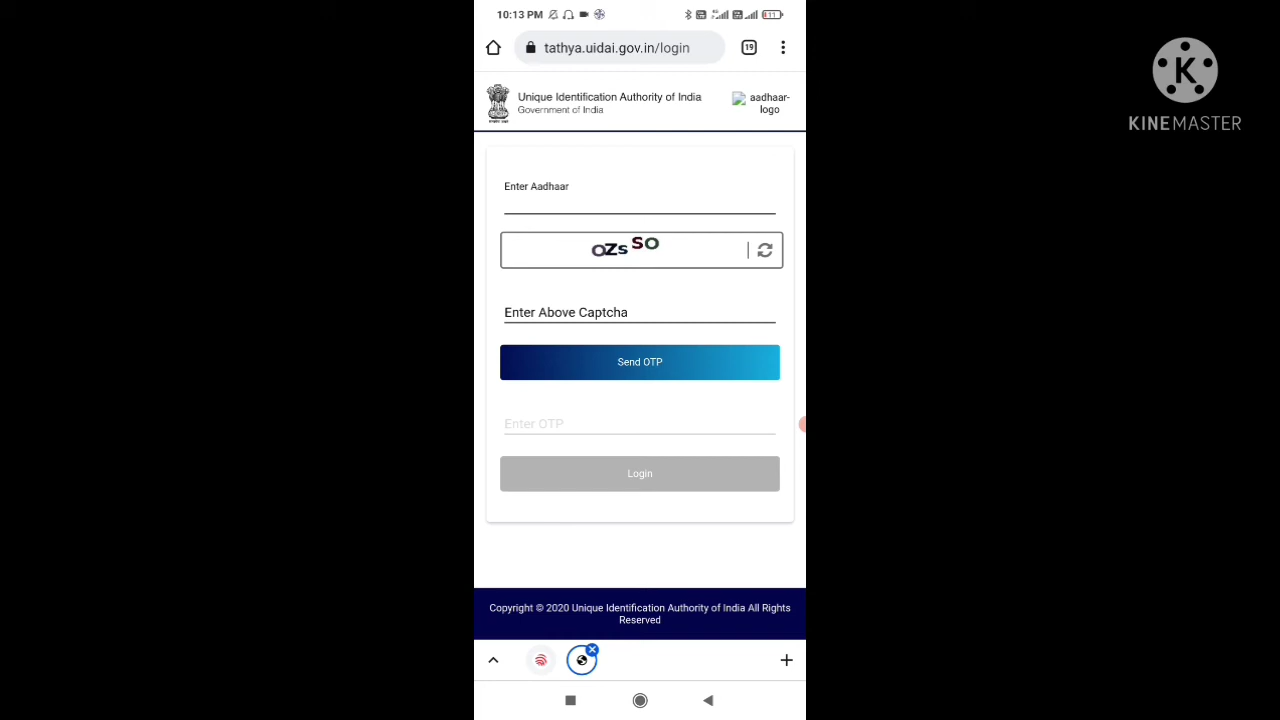 10:13 PM
11
tathya.uidai.gov.in/login
19
Unique Identification Authority of India
Government of India
aadhaar-
logo
K
KINEMASTER
Enter Aadhaar
OZs SO
Enter Above Captcha
Send OTP
Enter OTP
Login
Copyright © 2020 Unique Identification Authority of India All Rights
Reserved